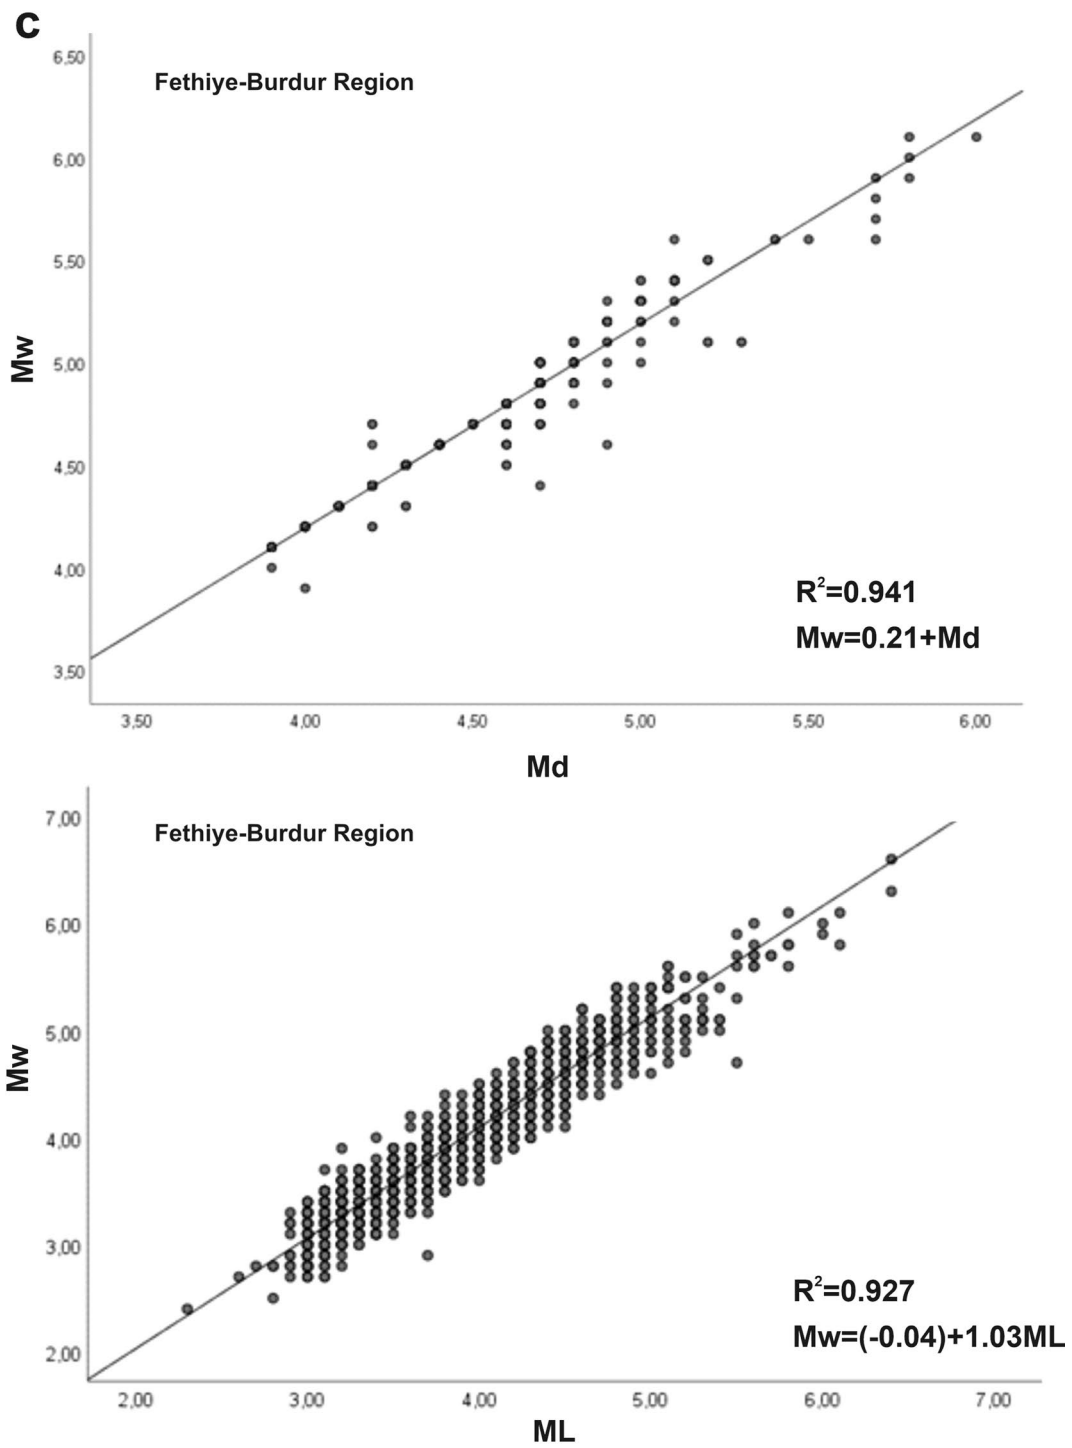 c
6,50
Fethiye-Burdur Region
6,00
5,50
Mw
5,00
4,50
4,00
R²=0.941
Mw=0.21+Md
3,50
3,50 4,00 4,50 5,00 5,50 6,00
Md
7,00
Fethiye-Burdur Region
6,00
5,00
Mw
4,00
3,00
R²=0.927
Mw=(-0.04)+1.03ML
2,00
2,00 3,00 4,00 5,00 6,00 7,00
ML